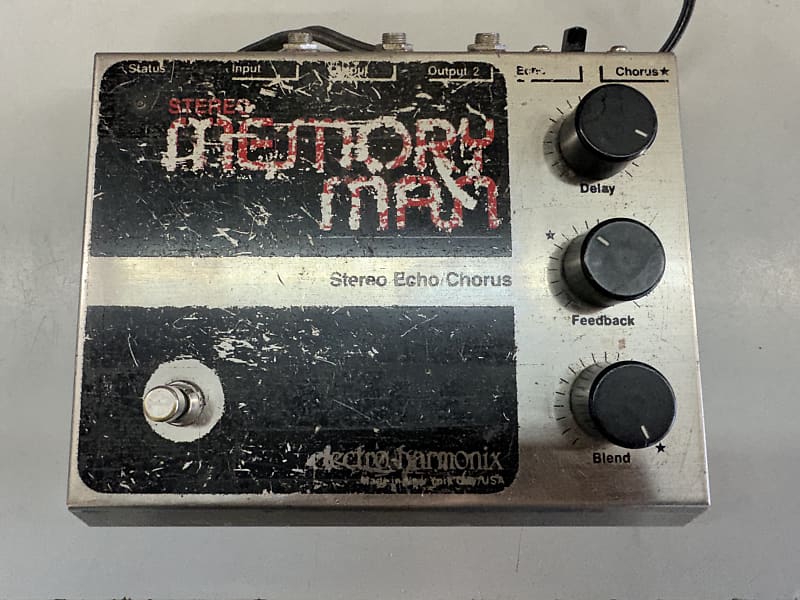 Status Input Output Output 2 Echo Chorus★
STEREO
MEMORY
MAN
Delay
Stereo Echo/Chorus
Feedback
Blend
electro-harmonix
Made in New York City/USA